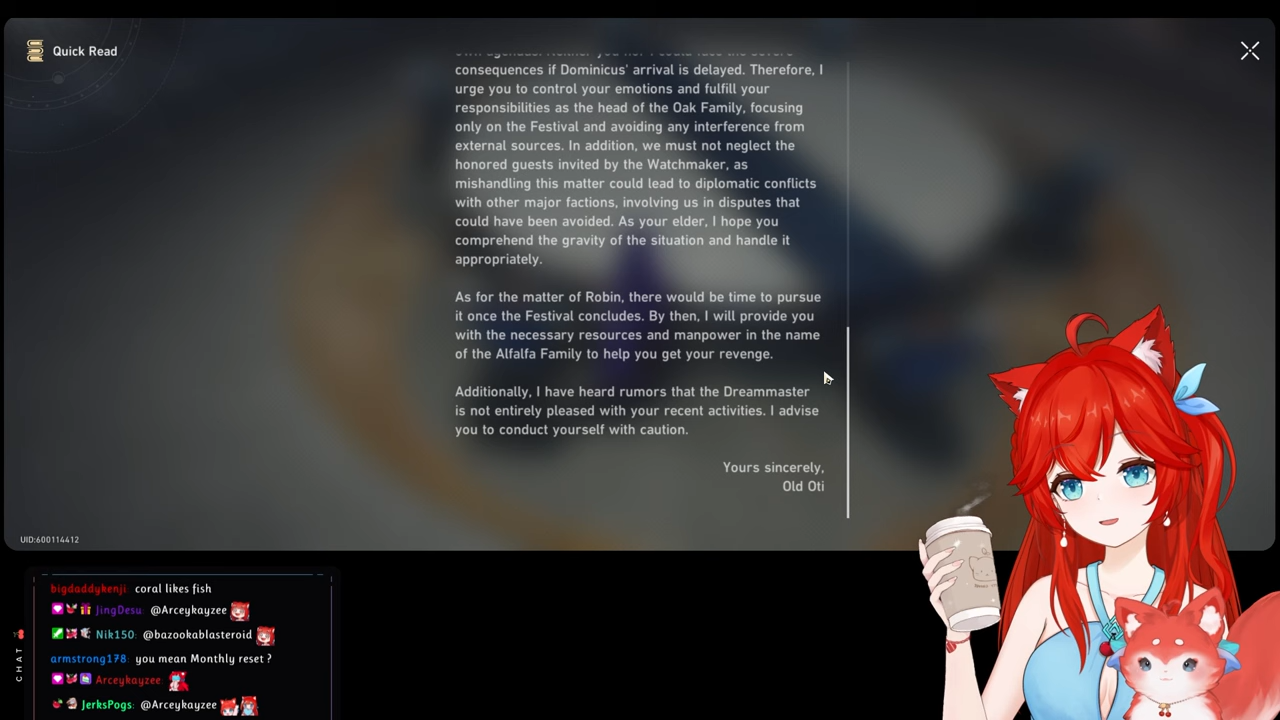 Quick Read
consequences if Dominicus' arrival is delayed. Therefore, I
urge you to control your emotions and fulfill your
responsibilities as the head of the Oak Family, focusing
only on the Festival and avoiding any interference from
external sources. In addition, we must not neglect the
honored guests invited by the Watchmaker, as
mishandling this matter could lead to diplomatic conflicts
with other major factions, involving us in disputes that
could have been avoided. As your elder, I hope you
comprehend the gravity of the situation and handle it
appropriately.
As for the matter of Robin, there would be time to pursue
it once the Festival concludes. By then, I will provide you
with the necessary resources and manpower in the name
of the Alfalfa Family to help you get your revenge.
Additionally, I have heard rumors that the Dreammaster
is not entirely pleased with your recent activities. I advise
you to conduct yourself with caution.
Yours sincerely,
Old Oti
UID:600114412
CHAT
bigdaddykenji: coral likes fish
JingDesu: @Arceykayzee
Nik150: @bazookablasteroid
armstrong178: you mean Monthly reset ?
Arceykayzee:
JerksPogs: @Arceykayzee